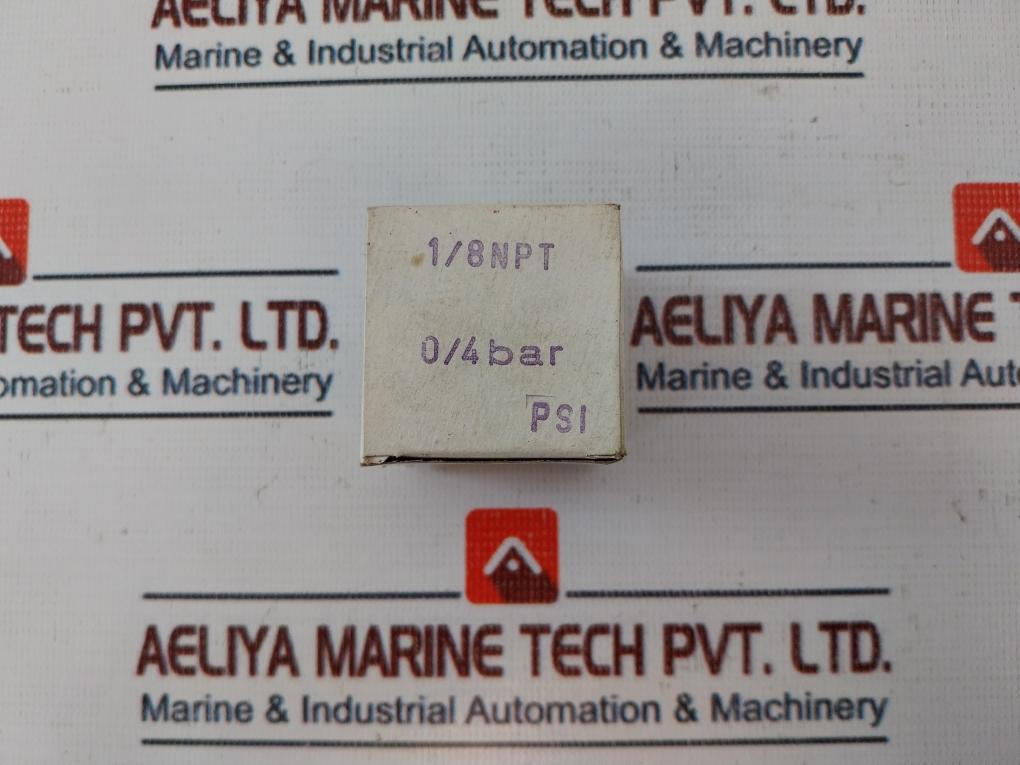 AELIYA MARINE TECH PVT. LTD.
Marine & Industrial Automation & Machinery
1/8NPT
0/4bar
PSI
TECH PVT. LTD.
omation & Machinery
AELIYA MARINE
Marine & Industrial Auto
AELIYA MARINE TECH PVT. LTD.
Marine & Industrial Automation & Machinery